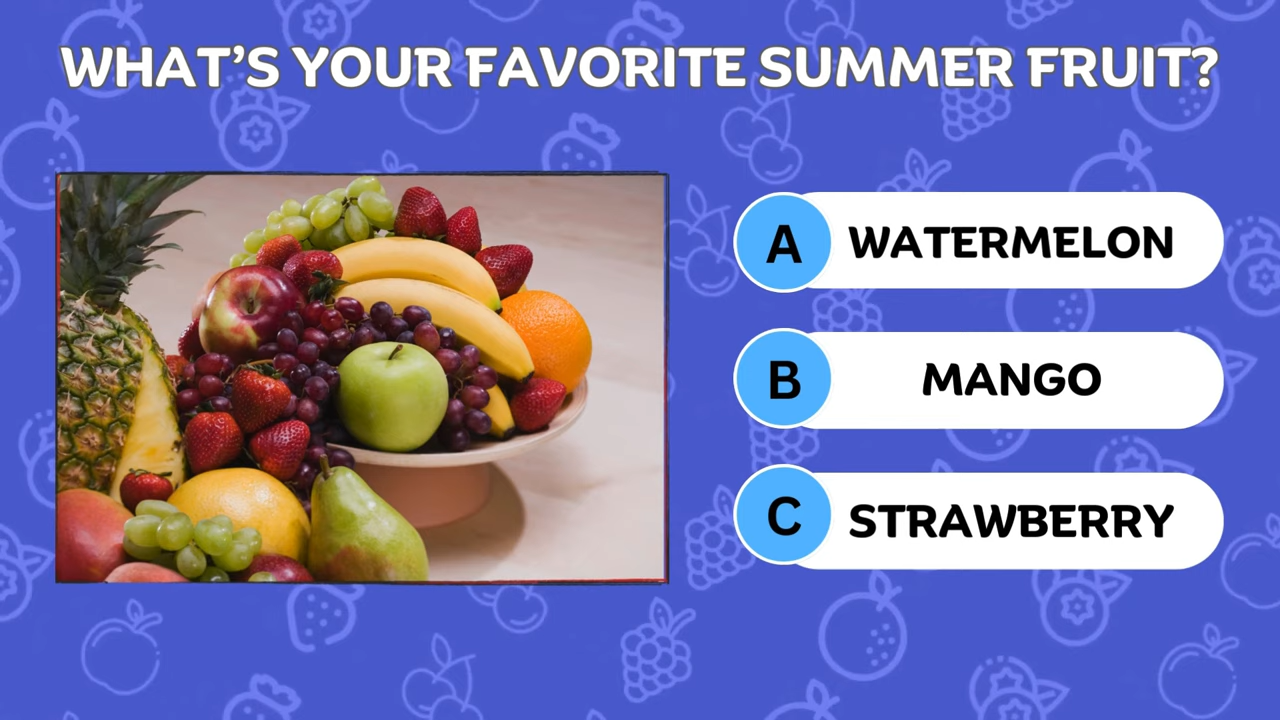 WHAT'S YOUR FAVORITE SUMMER FRUIT?
A WATERMELON
B MANGO
C STRAWBERRY